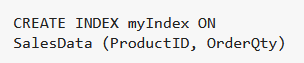 CREATE INDEX myIndex ON
SalesData (ProductID, OrderQty)